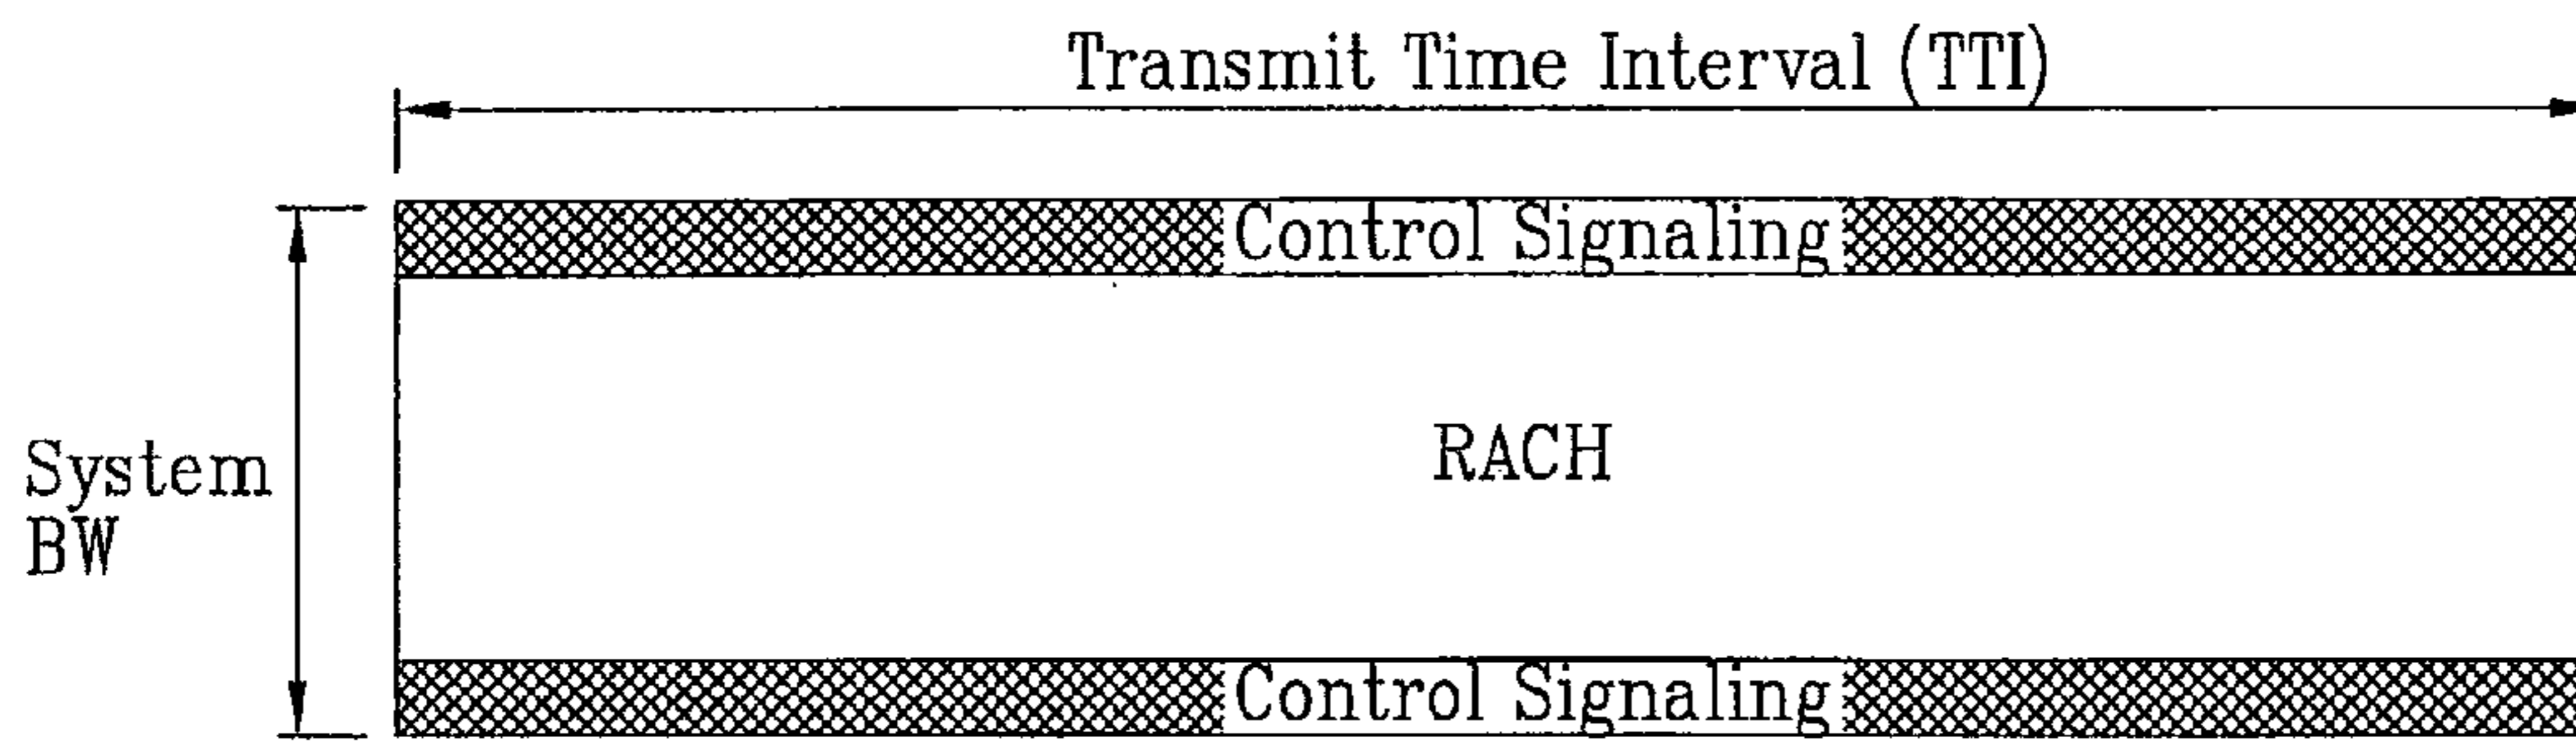 Transmit Time Interval (TTI)
Control Signaling
RACH
System
BW
Control Signaling